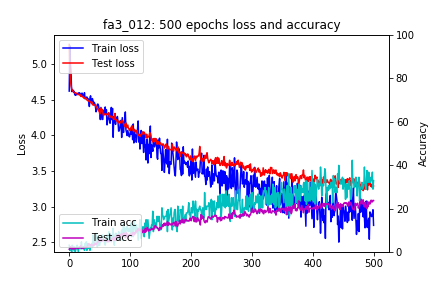 fa3_012: 500 epochs loss and accuracy
Train loss
Test loss
Train acc
Test acc
Loss
Accuracy
5.0
4.5
4.0
3.5
3.0
2.5
100
80
60
40
20
0
0
100
200
300
400
500